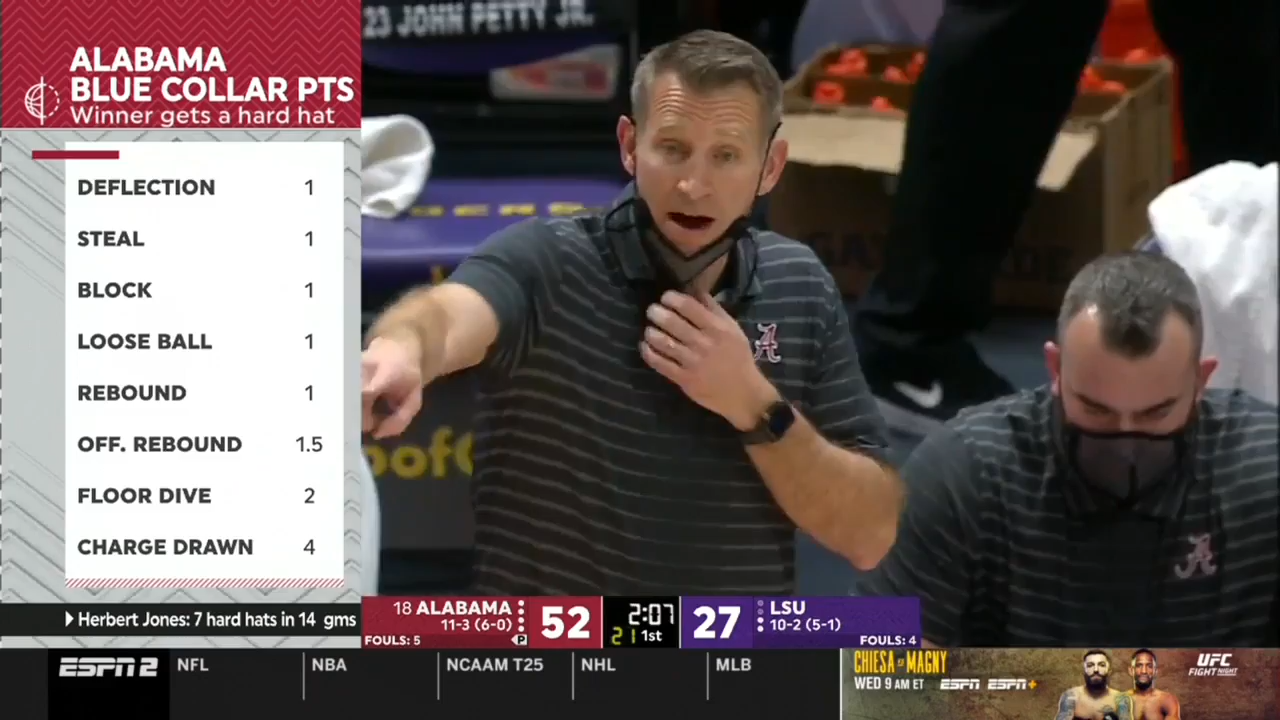 ALABAMA
BLUE COLLAR PTS
Winner gets a hard hat
DEFLECTION 1
STEAL 1
BLOCK 1
LOOSE BALL 1
REBOUND 1
OFF. REBOUND 1.5
FLOOR DIVE 2
CHARGE DRAWN 4
Herbert Jones: 7 hard hats in 14 gms
23 JOHN PETTY JR.
A
A
18 ALABAMA 52
11-3 (6-0)
FOULS: 5
P
2:07
21 1st
27 LSU
10-2 (5-1)
FOULS: 4
ESPN2 NFL NBA NCAAM T25 NHL MLB
CHIESA vs MAGNY
WED 9 AM ET ESPN ESPN+
UFC
FIGHT NIGHT